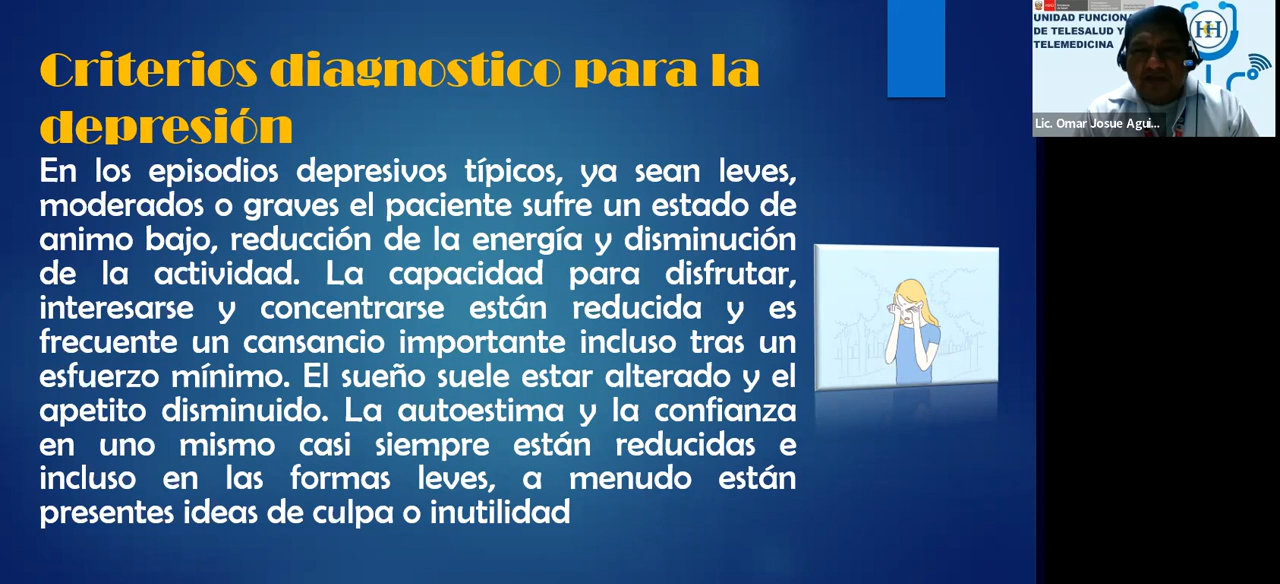 Criterios diagnostico para la
depresión
En los episodios depresivos típicos, ya sean leves,
moderados o graves el paciente sufre un estado de
animo bajo, reducción de la energía y disminución
de la actividad. La capacidad para disfrutar,
interesarse y concentrarse están reducida y es
frecuente un cansancio importante incluso tras un
esfuerzo mínimo. El sueño suele estar alterado y el
apetito disminuido. La autoestima y la confianza
en uno mismo casi siempre están reducidas e
incluso en las formas leves, a menudo están
presentes ideas de culpa o inutilidad
UNIDAD FUNCION
DE TELESALUD Y
TELEMEDICINA
Lic. Omar Josue Agui...